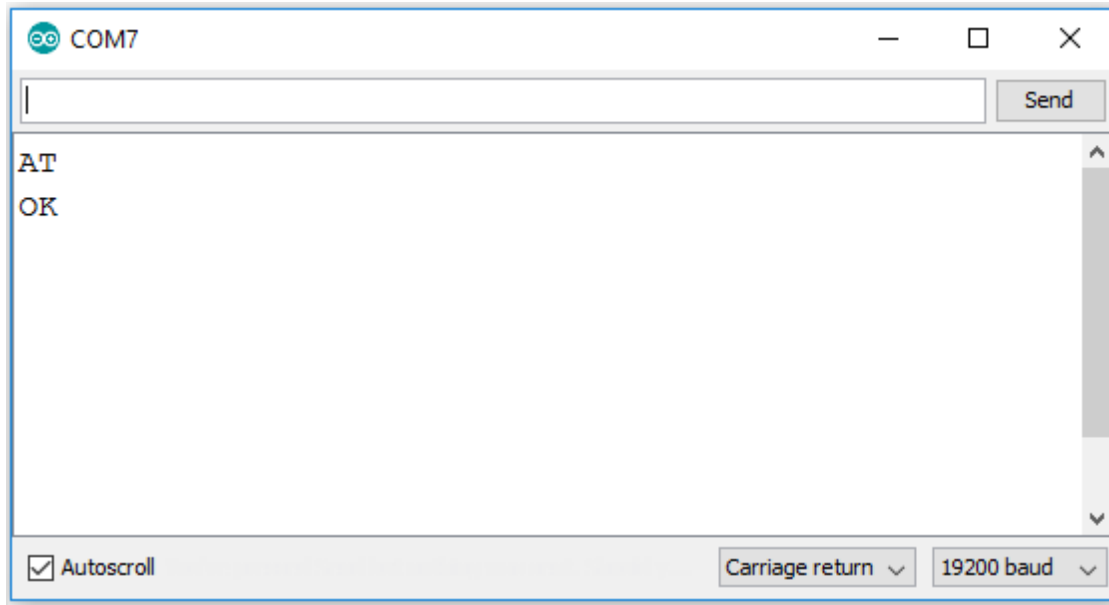 COM7
Send
AT
OK
Autoscroll
Carriage return
19200 baud